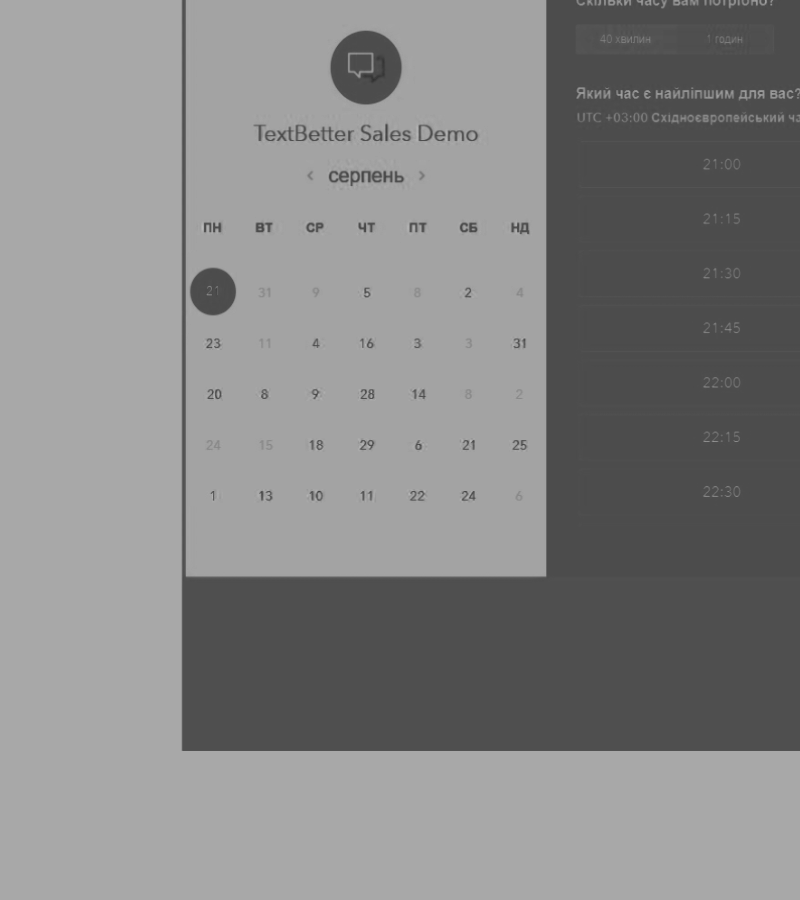 TextBetter Sales Demo
серпень
ПН ВТ СР ЧТ ПТ СБ НД
21 31 9 5 8 2 4
23 11 4 16 3 3 31
20 8 9 28 14 8 2
24 15 18 29 6 21 25
1 13 10 11 22 24 6
Скільки часу вам потрібно?
40 хвилин 1 годин
Який час є найліпшим для вас?
UTC +03:00 Східноєвропейський
21:00
21:15
21:30
21:45
22:00
22:15
22:30